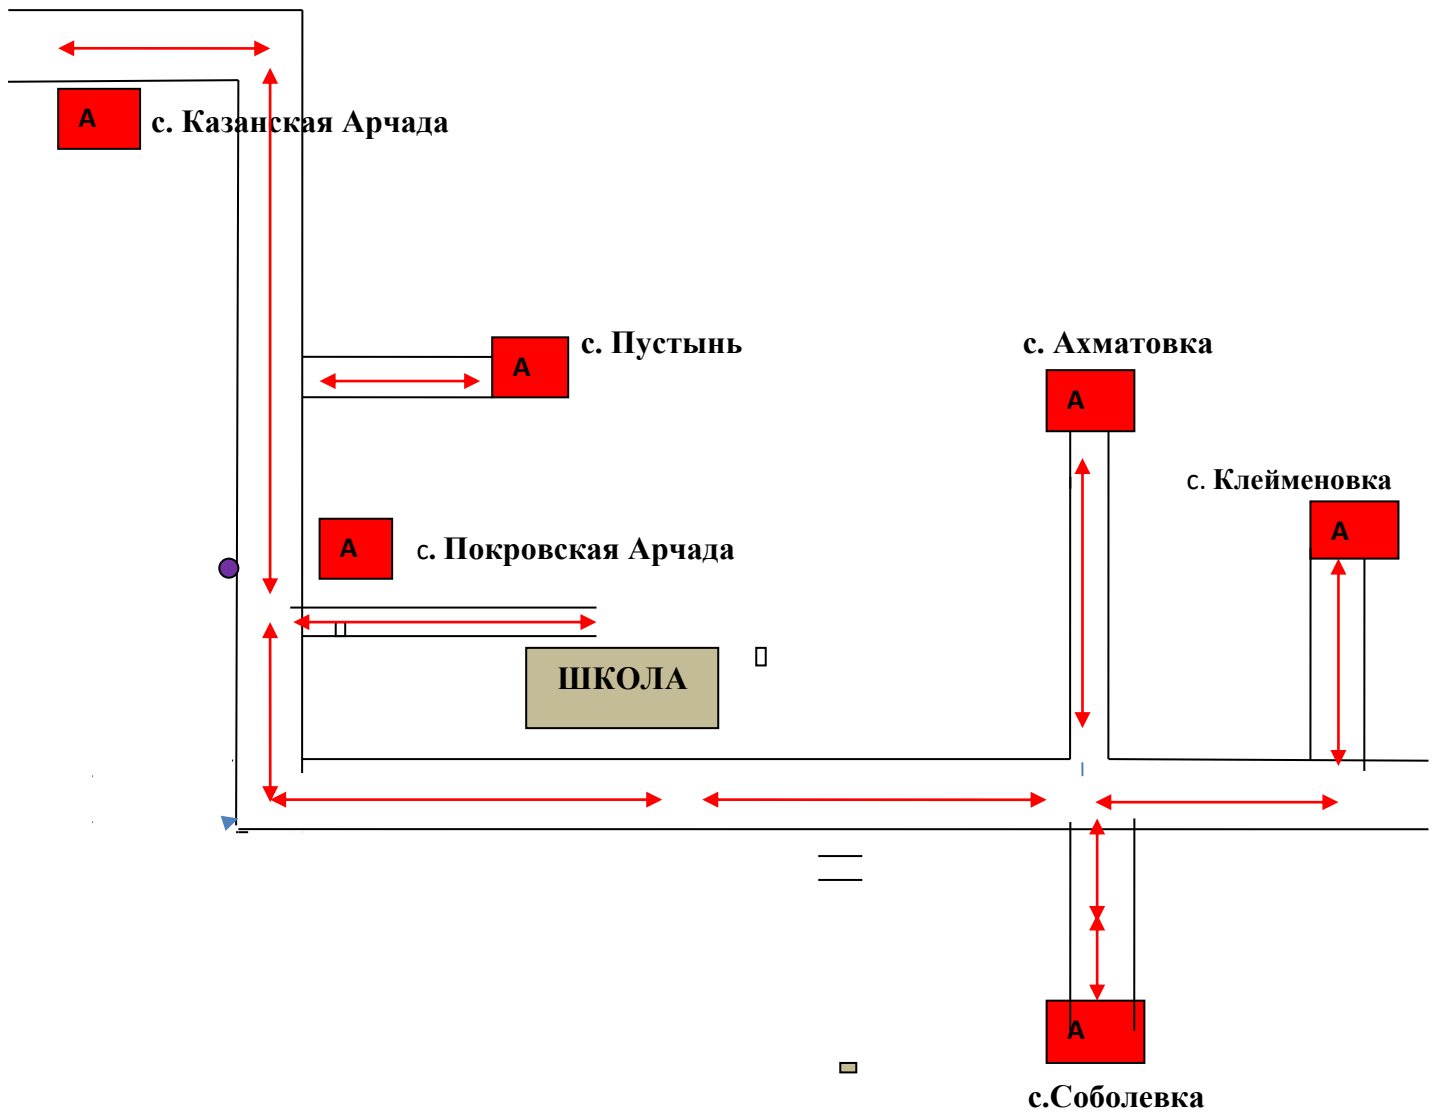 А
с. Казанская Арчада
с. Пустынь
А
с. Ахматовка
А
с. Клейменовка
А
А
с. Покровская Арчада
ШКОЛА
А
с.Соболевка